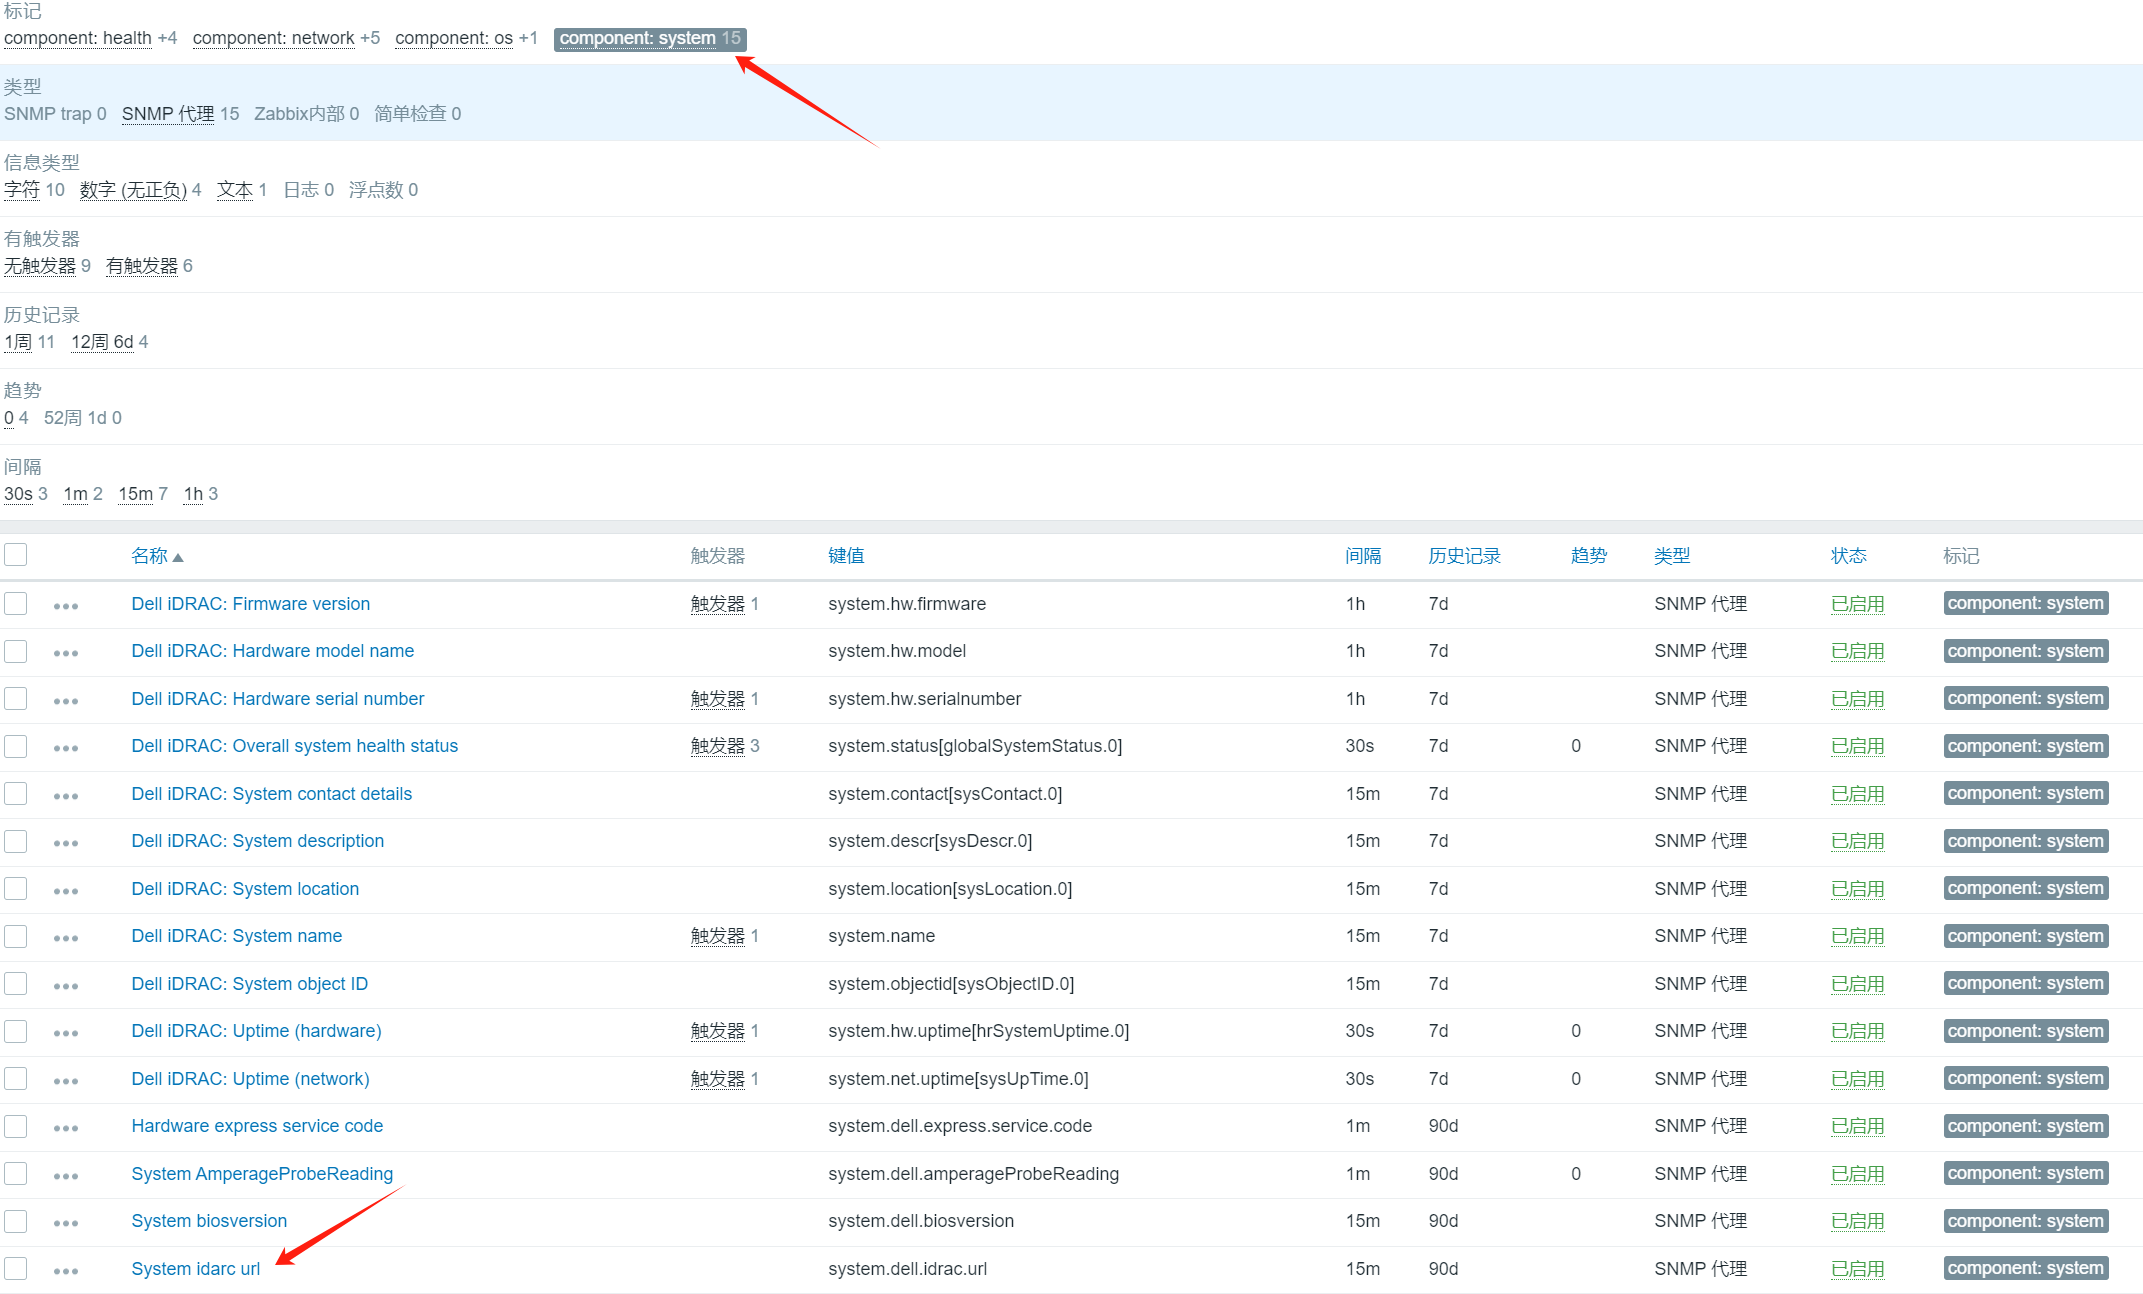 标记
component: health +4 component: network +5 component: os +1 component: system 15
类型
SNMP trap 0 SNMP 代理 15 Zabbix内部 0 简单检查 0
信息类型
字符 10 数字 (无正负) 4 文本 1 日志 0 浮点数 0
有触发器
无触发器 9 有触发器 6
历史记录
1周 11 12周 6d 4
趋势
0 4 52周 1d 0
间隔
30s 3 1m 2 15m 7 1h 3
名称 触发器 键值 间隔 历史记录 趋势 类型 状态 标记
Dell iDRAC: Firmware version 触发器 1 system.hw.firmware 1h 7d SNMP 代理 已启用 component: system
Dell iDRAC: Hardware model name system.hw.model 1h 7d SNMP 代理 已启用 component: system
Dell iDRAC: Hardware serial number 触发器 1 system.hw.serialnumber 1h 7d SNMP 代理 已启用 component: system
Dell iDRAC: Overall system health status 触发器 3 system.status[globalSystemStatus.0] 30s 7d 0 SNMP 代理 已启用 component: system
Dell iDRAC: System contact details system.contact[sysContact.0] 15m 7d SNMP 代理 已启用 component: system
Dell iDRAC: System description system.descr[sysDescr.0] 15m 7d SNMP 代理 已启用 component: system
Dell iDRAC: System location system.location[sysLocation.0] 15m 7d SNMP 代理 已启用 component: system
Dell iDRAC: System name 触发器 1 system.name 15m 7d SNMP 代理 已启用 component: system
Dell iDRAC: System object ID system.objectid[sysObjectID.0] 15m 7d SNMP 代理 已启用 component: system
Dell iDRAC: Uptime (hardware) 触发器 1 system.hw.uptime[hrSystemUptime.0] 30s 7d 0 SNMP 代理 已启用 component: system
Dell iDRAC: Uptime (network) 触发器 1 system.net.uptime[sysUpTime.0] 30s 7d 0 SNMP 代理 已启用 component: system
Hardware express service code system.dell.express.service.code 1m 90d SNMP 代理 已启用 component: system
System AmperageProbeReading system.dell.amperageProbeReading 1m 90d 0 SNMP 代理 已启用 component: system
System biosversion system.dell.biosversion 15m 90d SNMP 代理 已启用 component: system
System idarc url system.dell.idrac.url 15m 90d SNMP 代理 已启用 component: system